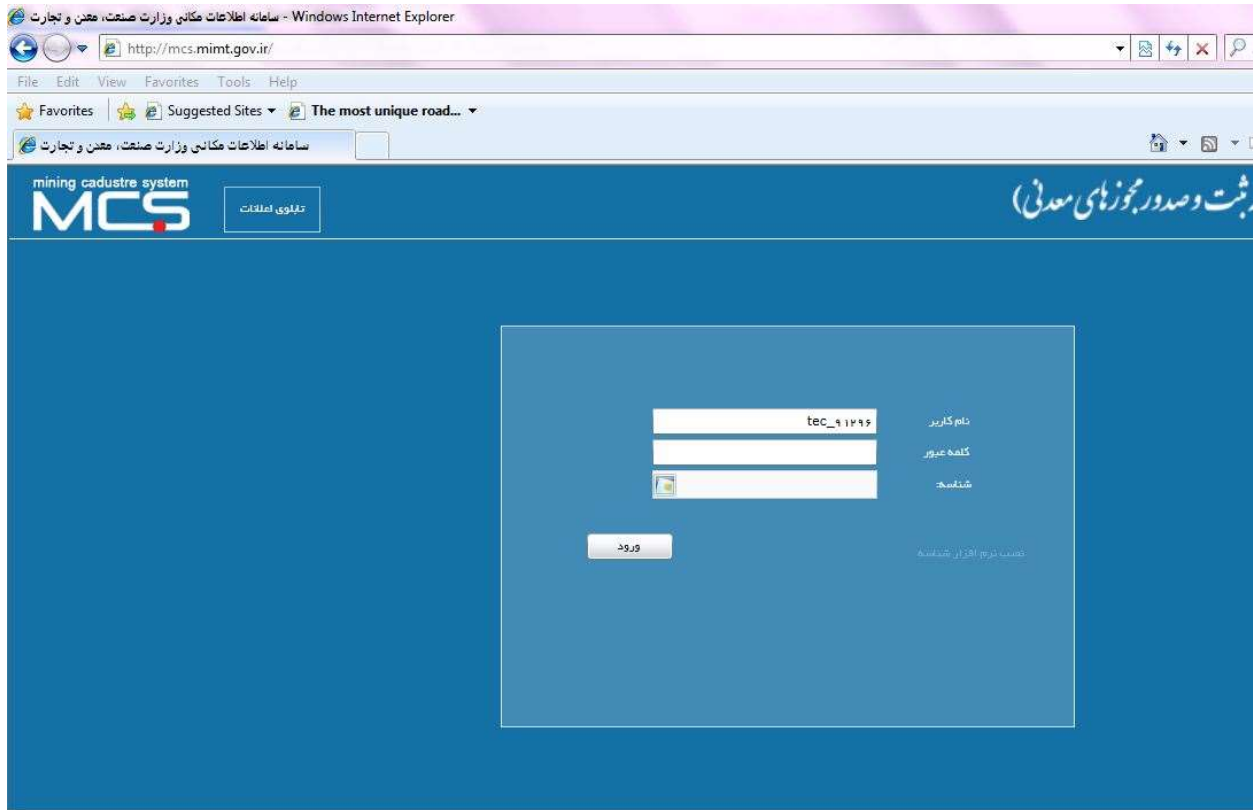 سامانه اطلاعات مکانی وزارت صنعت، معدن و تجارت - Windows Internet Explorer
http://mcs.mimt.gov.ir/
File Edit View Favorites Tools Help
Favorites Suggested Sites The most unique road...
سامانه اطلاعات مکانی وزارت صنعت، معدن و تجارت
mining cadustre system
MCS
تابلوی اعلانات
ثبت و صدور مجوزهای معدنی)
نام کاربر
tec_۹۱۲۹۶
کلمه عبور
شناسه:
ورود
نصب نرم افزار شناسه